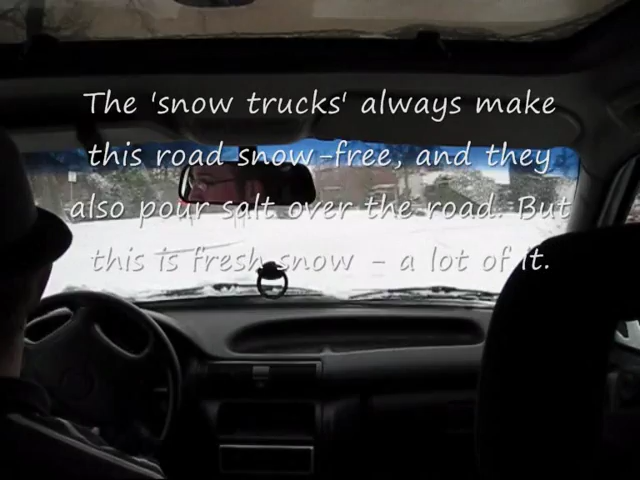 The 'snow trucks' always make
this road snow-free, and they
also pour salt over the road. But
this is fresh snow - a lot of it.